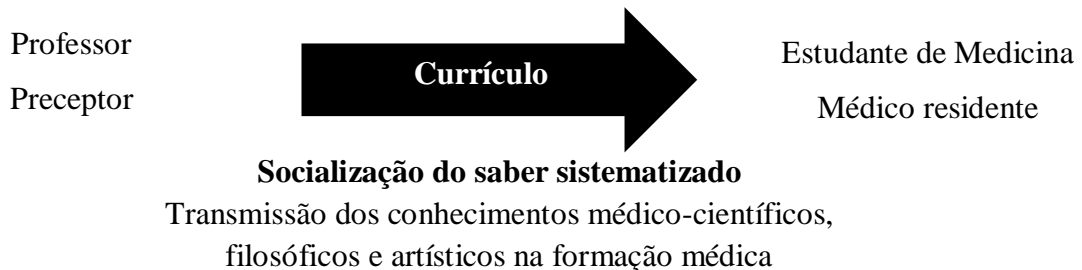 Professor
Preceptor
Currículo
Estudante de Medicina
Médico residente
Socialização do saber sistematizado
Transmissão dos conhecimentos médico-científicos,
filosóficos e artísticos na formação médica